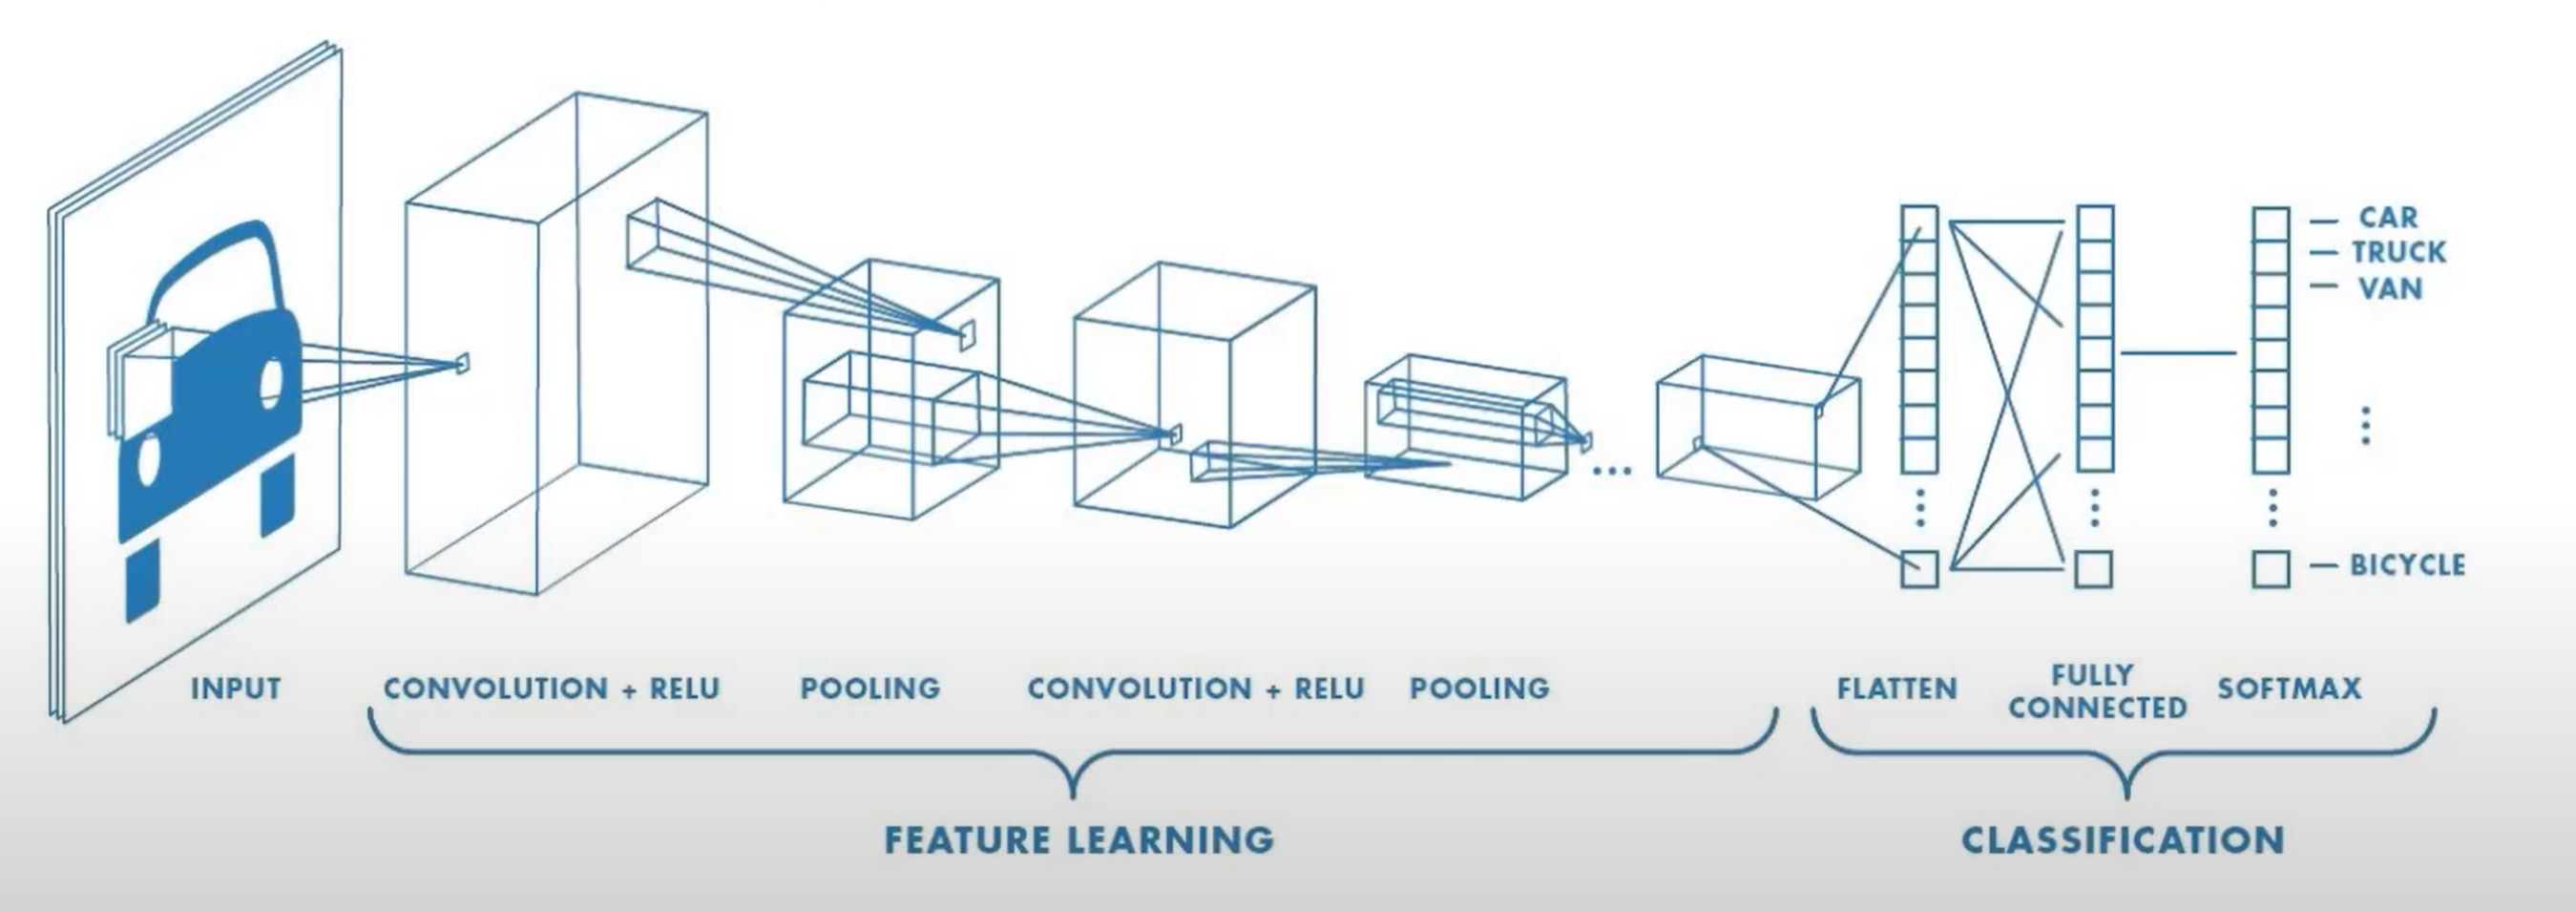 CAR
TRUCK
VAN
BICYCLE
INPUT
CONVOLUTION + RELU
POOLING
CONVOLUTION + RELU
POOLING
FLATTEN
FULLY
CONNECTED
SOFTMAX
FEATURE LEARNING
CLASSIFICATION